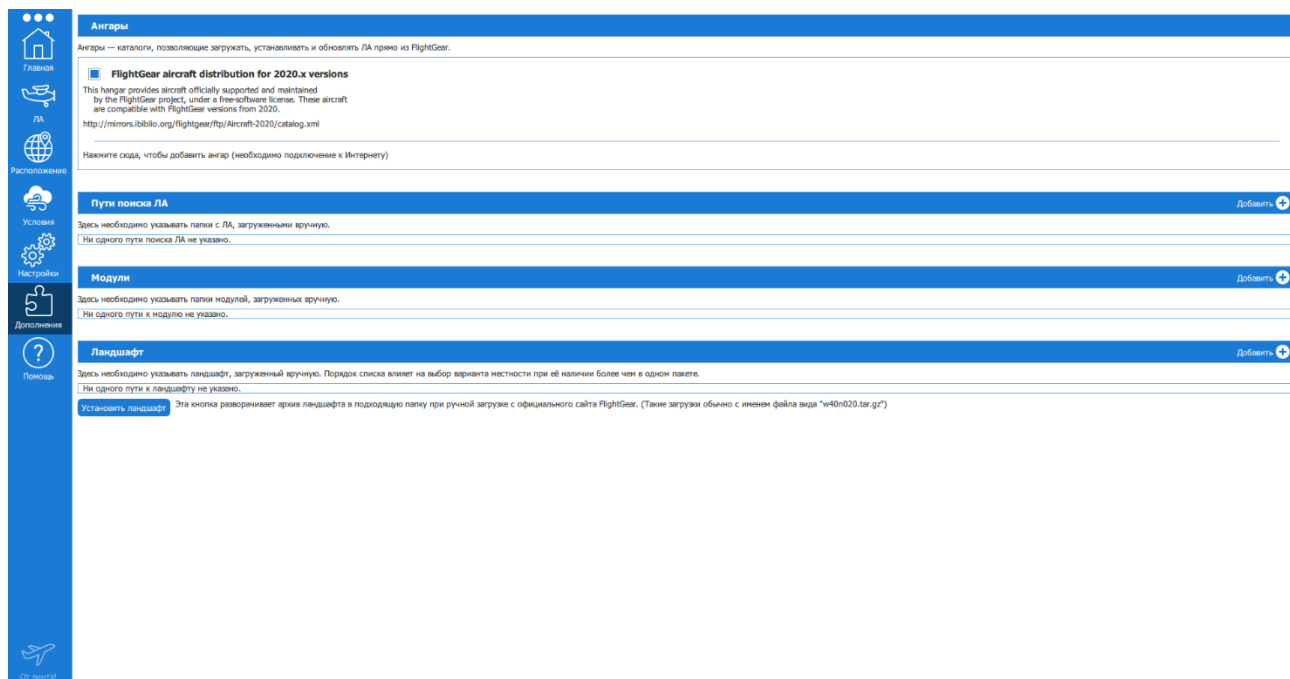 Главная
ЛА
Расположение
Условия
Настройки
Дополнения
Помощь
От винта!
Ангары
Ангары — каталоги, позволяющие загружать, устанавливать и обновлять ЛА прямо из FlightGear.
FlightGear aircraft distribution for 2020.x versions
This hangar provides aircraft officially supported and maintained
by the FlightGear project, under a free-software license. These aircraft
are compatible with FlightGear versions from 2020.
http://mirrors.ibiblio.org/flightgear/ftp/Aircraft-2020/catalog.xml
Нажмите сюда, чтобы добавить ангар (необходимо подключение к Интернету)
Пути поиска ЛА
Добавить
Здесь необходимо указывать папки с ЛА, загруженными вручную.
Ни одного пути поиска ЛА не указано.
Модули
Добавить
Здесь необходимо указывать папки модулей, загруженных вручную.
Ни одного пути к модулю не указано.
Ландшафт
Добавить
Здесь необходимо указывать ландшафт, загруженный вручную. Порядок списка влияет на выбор варианта местности при её наличии более чем в одном пакете.
Ни одного пути к ландшафту не указано.
Установить ландшафт
Эта кнопка разворачивает архив ландшафта в подходящую папку при ручной загрузке с официального сайта FlightGear. (Такие загрузки обычно с именем файла вида "w40n020.tar.gz")